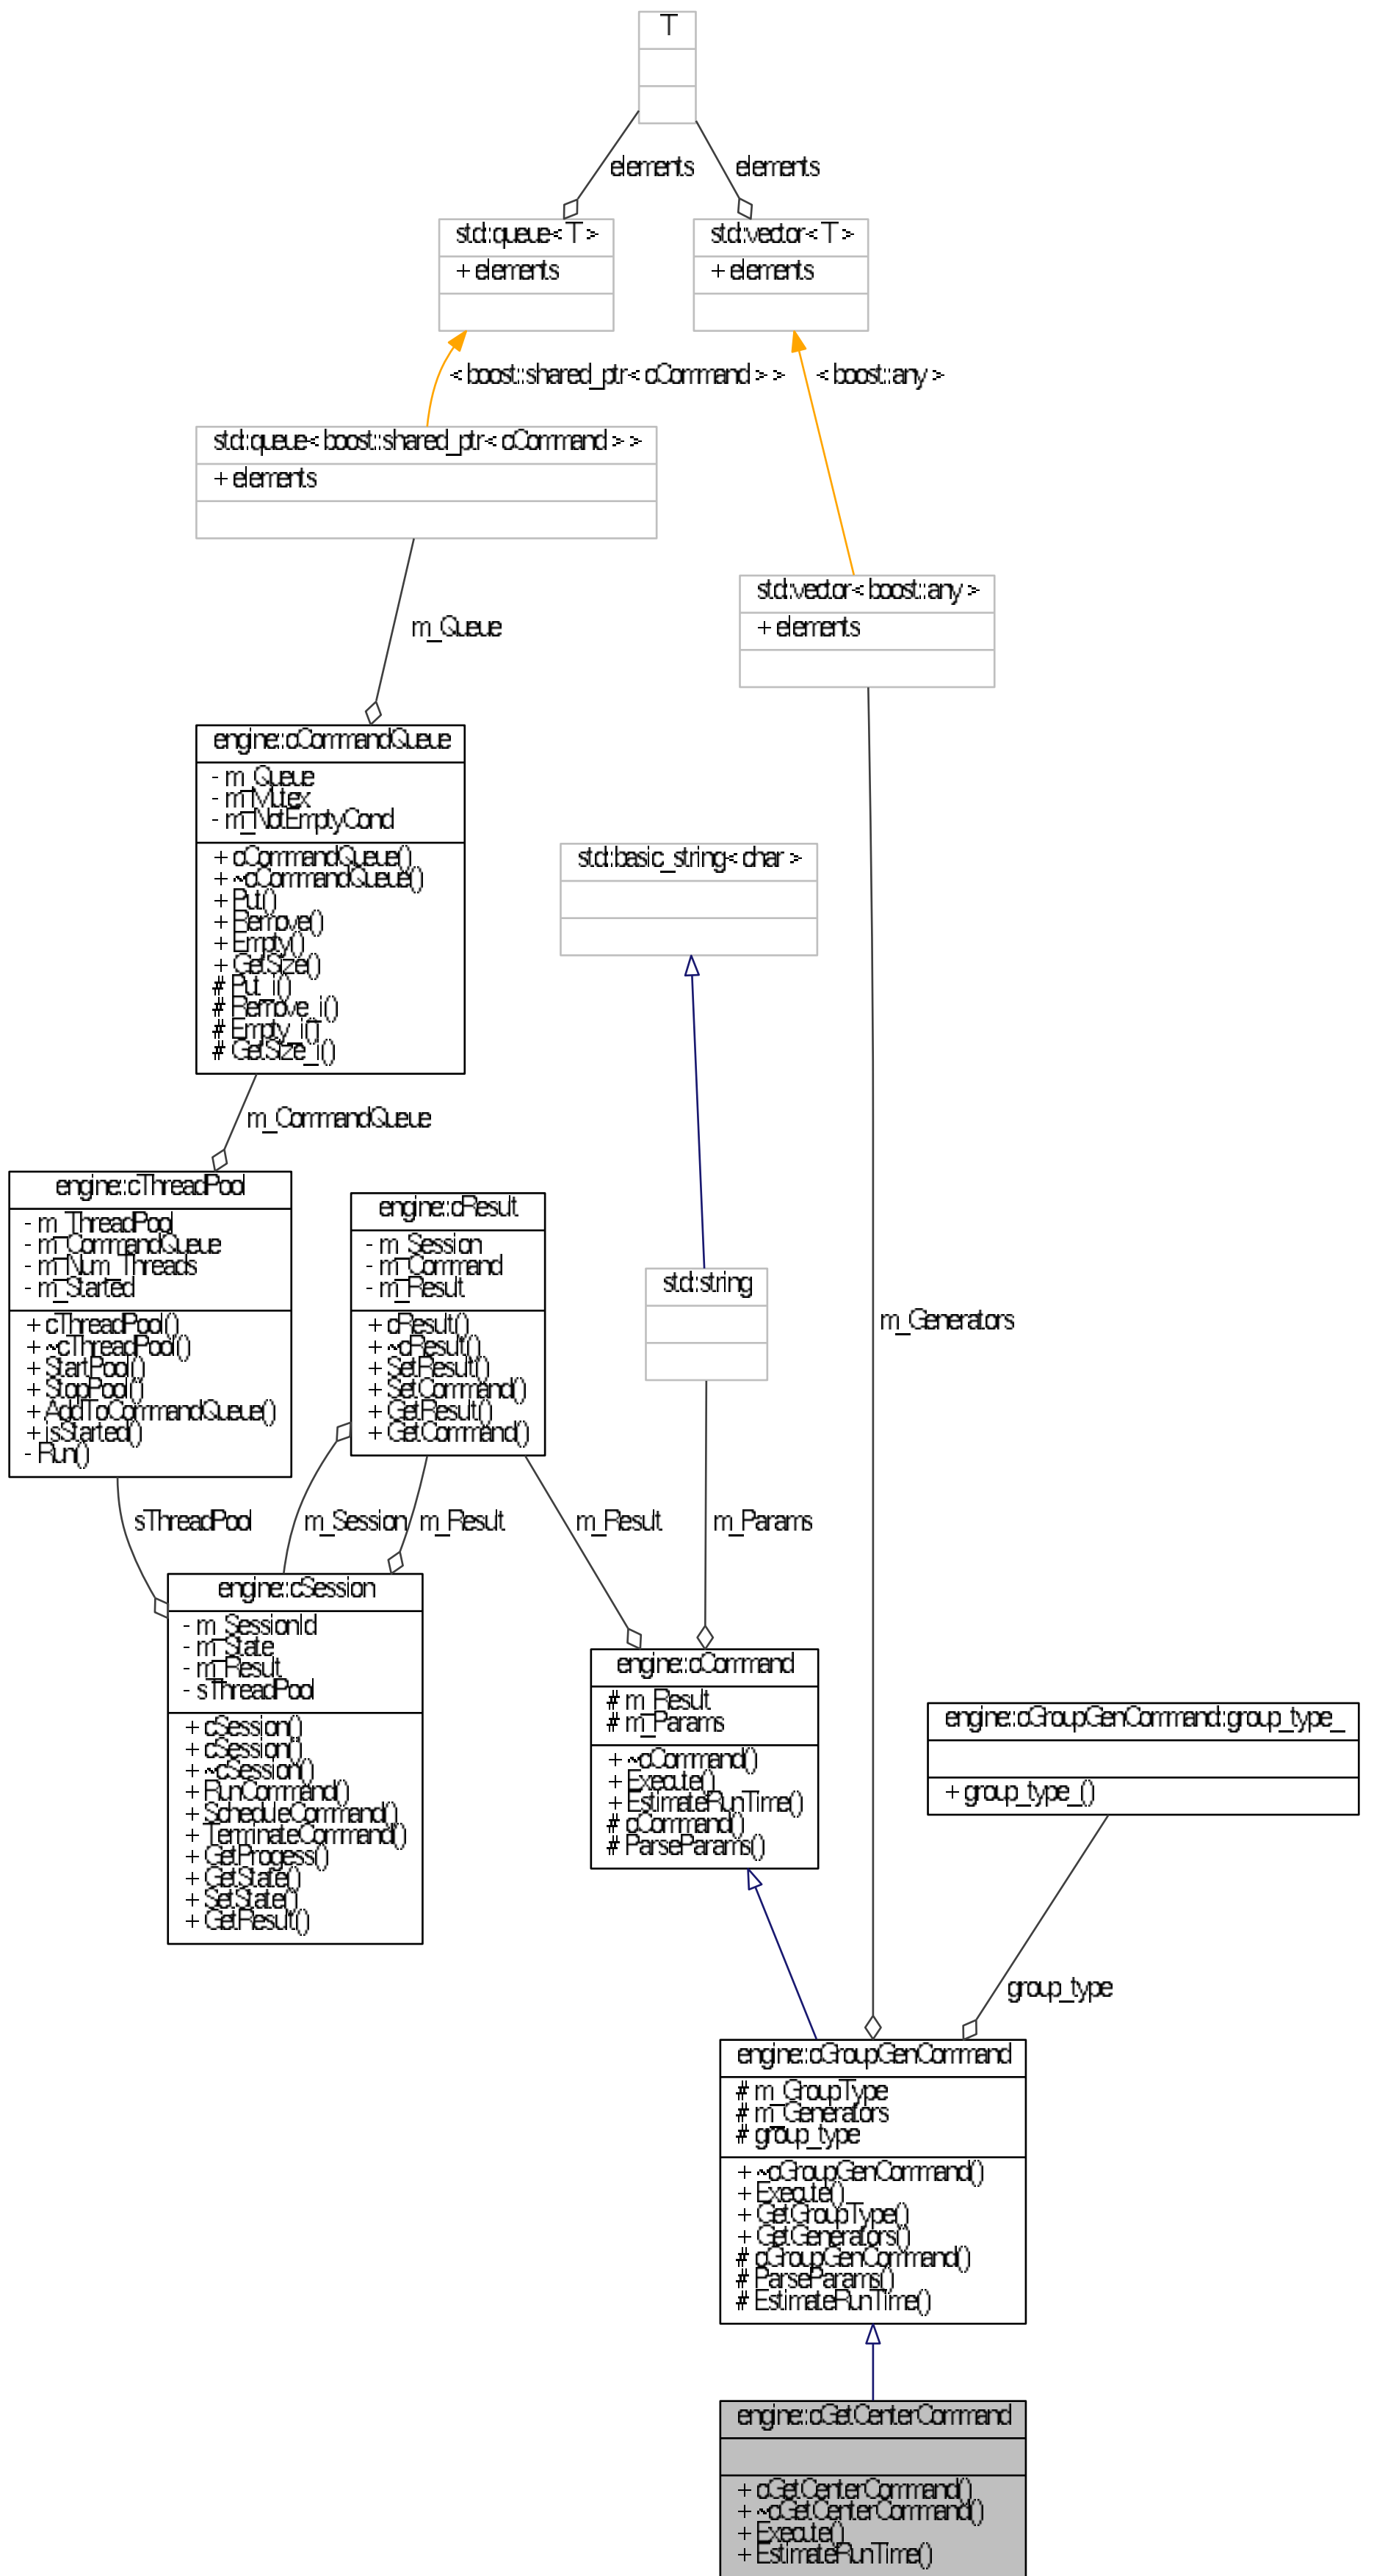 T
elements
elements
std::queue< T >
+ elements
std::vector< T >
+ elements
< boost::shared_ptr< cCommand > >
< boost::any >
std::queue< boost::shared_ptr< cCommand > >
+ elements
std::vector< boost::any >
+ elements
m_Queue
engine::cCommandQueue
- m_Queue
- m_Mutex
- m_NotEmptyCond
+ cCommandQueue()
+ ~cCommandQueue()
+ Put()
+ Remove()
+ Empty()
+ GetSize()
# Put_i()
# Remove_i()
# Empty_i()
# GetSize_i()
std::basic_string< char >
m_CommandQueue
engine::cThreadPool
- m_ThreadPool
- m_CommandQueue
- m_Num_Threads
- m_Started
+ cThreadPool()
+ ~cThreadPool()
+ StartPool()
+ StopPool()
+ AddToCommandQueue()
+ isStarted()
- Run()
engine::cResult
- m_Session
- m_Command
- m_Result
+ cResult()
+ ~cResult()
+ SetResult()
+ SetCommand()
+ GetResult()
+ GetCommand()
std::string
m_Generators
sThreadPool
m_Session
m_Result
m_Result
m_Params
engine::cSession
- m_SessionId
- m_State
- m_Result
- sThreadPool
+ cSession()
+ cSession()
+ ~cSession()
+ RunCommand()
+ ScheduleCommand()
+ TerminateCommand()
+ GetProgess()
+ GetState()
+ SetState()
+ GetResult()
engine::cCommand
# m_Result
# m_Params
+ ~cCommand()
+ Execute()
+ EstimateRunTime()
# cCommand()
# ParseParams()
engine::cGroupGenCommand::group_type_
+ group_type_()
group_type
engine::cGroupGenCommand
# m_GroupType
# m_Generators
# group_type
+ ~cGroupGenCommand()
+ Execute()
+ GetGroupType()
+ GetGenerators()
# cGroupGenCommand()
# ParseParams()
# EstimateRunTime()
engine::cGetCenterCommand
+ cGetCenterCommand()
+ ~cGetCenterCommand()
+ Execute()
+ EstimateRunTime()